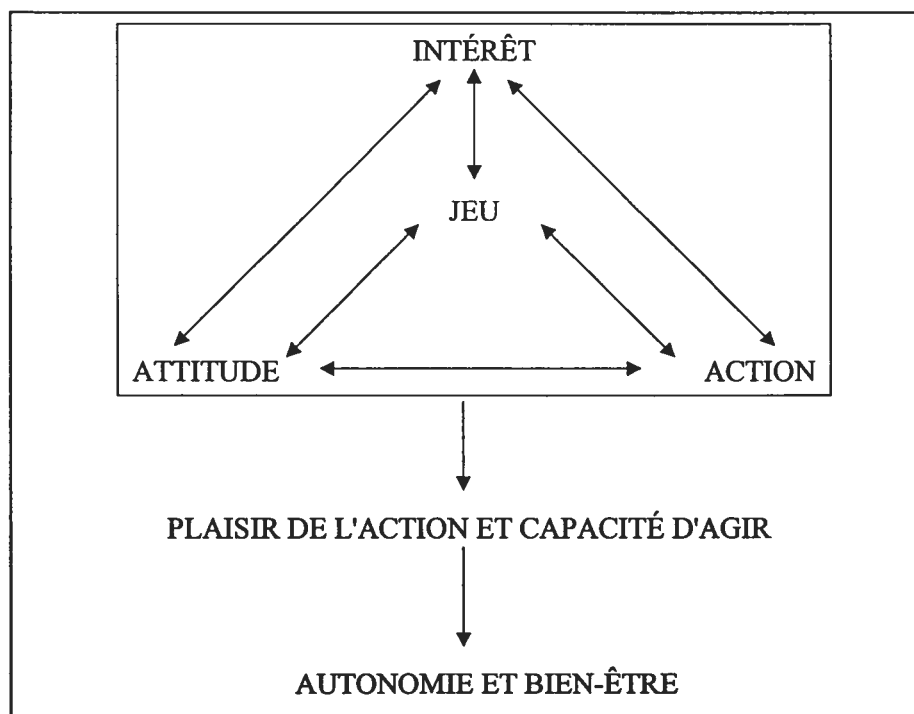 INTÉRÊT
JEU
ATTITUDE
ACTION
PLAISIR DE L'ACTION ET CAPACITÉ D'AGIR
AUTONOMIE ET BIEN-ÊTRE